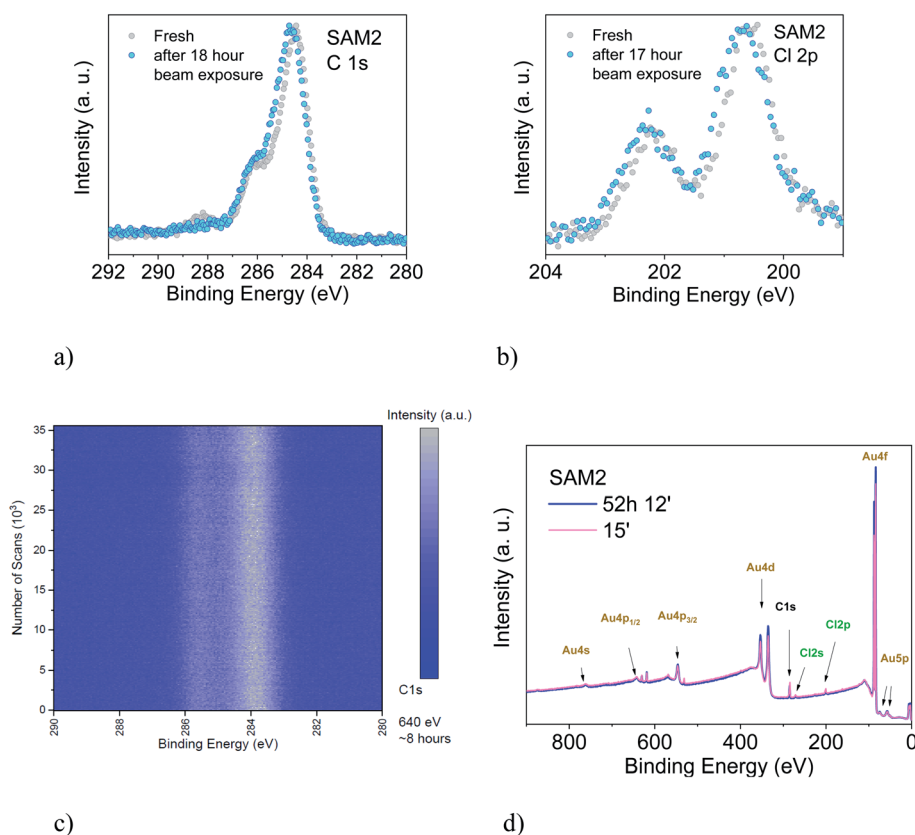 Fresh
after 18 hour
beam exposure
SAM2
C 1s
Intensity (a. u.)
292 290 288 286 284 282 280
Binding Energy (eV)
a)
Fresh
after 17 hour
beam exposure
SAM2
Cl 2p
Intensity (a. u.)
204 202 200
Binding Energy (eV)
b)
Intensity (a.u.)
Number of Scans (10³)
35
30
25
20
15
10
5
0
290 288 286 284 282 280
Binding Energy (eV)
C1s
640 eV
~8 hours
c)
SAM2
52h 12'
15'
Au4f
Au4d
C1s
Cl2p
Cl2s
Au4p3/2
Au4p1/2
Au4s
Au5p
Intensity (a. u.)
800 600 400 200 0
Binding Energy (eV)
d)